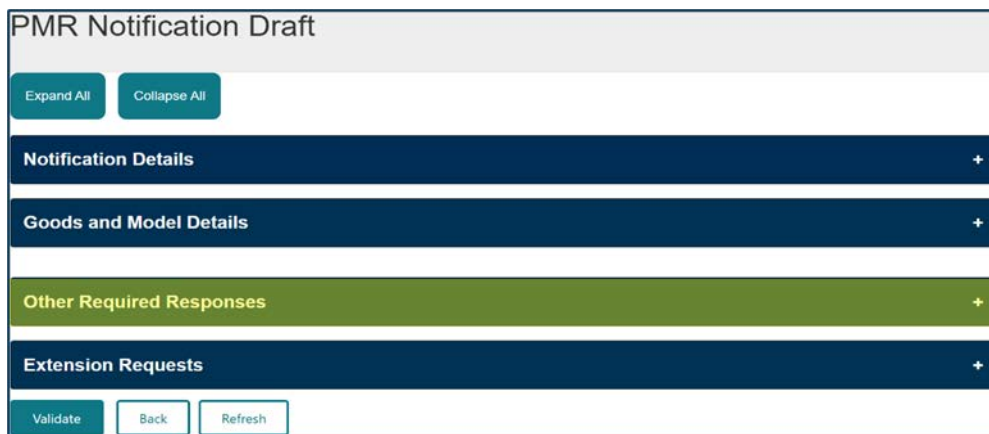 PMR Notification Draft
Expand All Collapse All
Notification Details +
Goods and Model Details +
Other Required Responses +
Extension Requests +
Validate Back Refresh